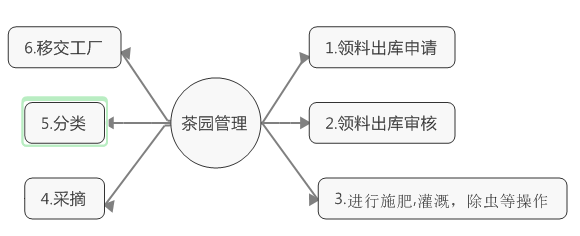 6.移交工厂
1.领料出库申请
5.分类
茶园管理
2.领料出库审核
4.采摘
3.进行施肥,灌溉，除虫等操作